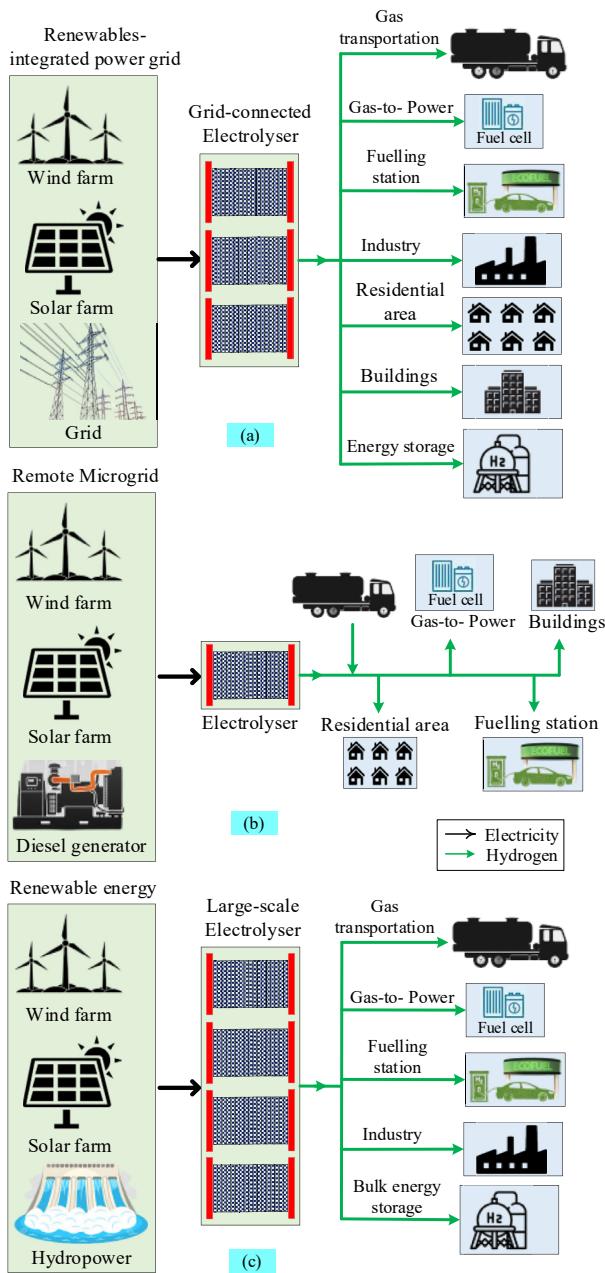 Renewables-
integrated power grid
Wind farm
Solar farm
Grid
Grid-connected
Electrolyser
Gas
transportation
Gas-to- Power
Fuel cell
Fuelling
station
ECOFUEL
H2
Industry
Residential
area
Buildings
Energy storage
H2
(a)
Remote Microgrid
Wind farm
Solar farm
Diesel generator
Electrolyser
Fuel cell
Gas-to- Power
Buildings
Residential area
Fuelling station
ECOFUEL
H2
(b)
Electricity
Hydrogen
Renewable energy
Wind farm
Solar farm
Hydropower
Large-scale
Electrolyser
Gas
transportation
Gas-to- Power
Fuel cell
Fuelling
station
ECOFUEL
H2
Industry
Bulk energy
storage
H2
(c)